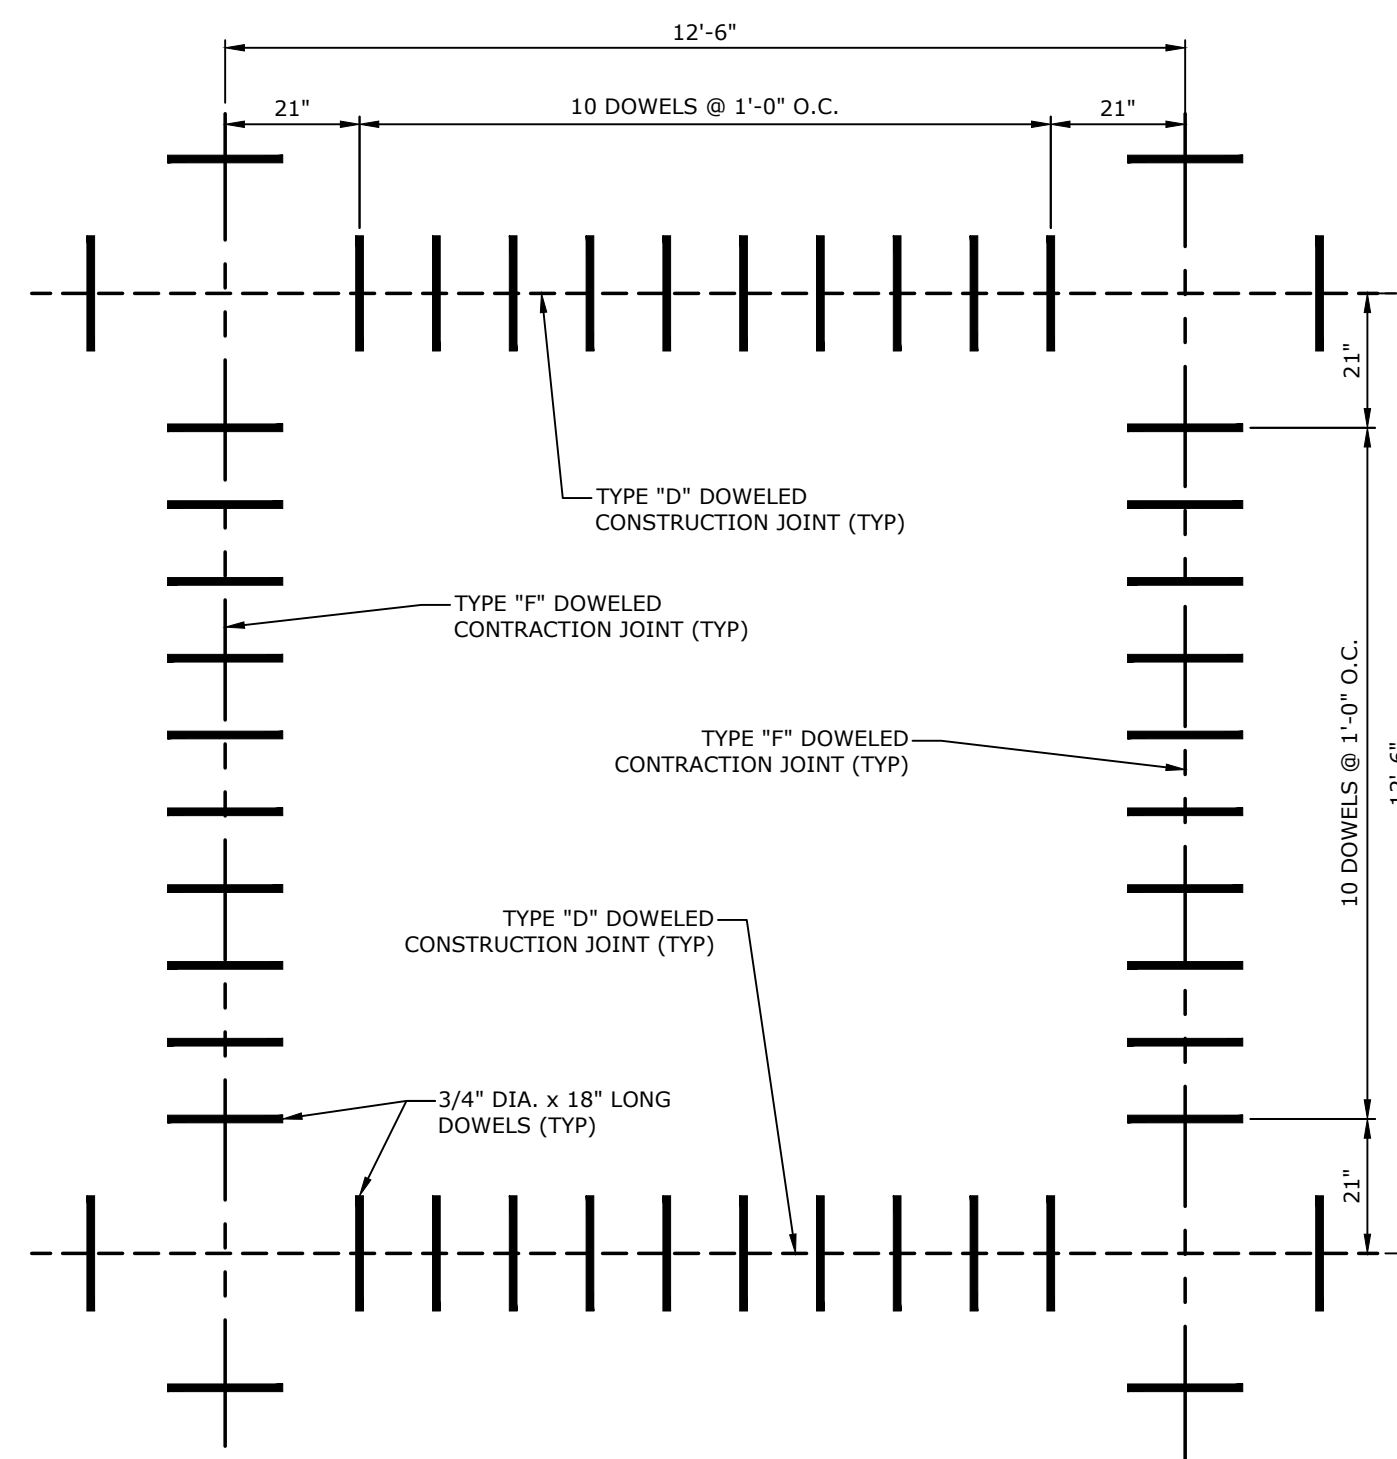 12'-6"
21"
10 DOWELS @ 1'-0" O.C.
21"
21"
TYPE "D" DOWELED
CONSTRUCTION JOINT (TYP)
TYPE "F" DOWELED
CONTRACTION JOINT (TYP)
TYPE "F" DOWELED
CONTRACTION JOINT (TYP)
10 DOWELS @ 1'-0" O.C.
12'-6"
TYPE "D" DOWELED
CONSTRUCTION JOINT (TYP)
3/4" DIA. x 18" LONG
DOWELS (TYP)
21"